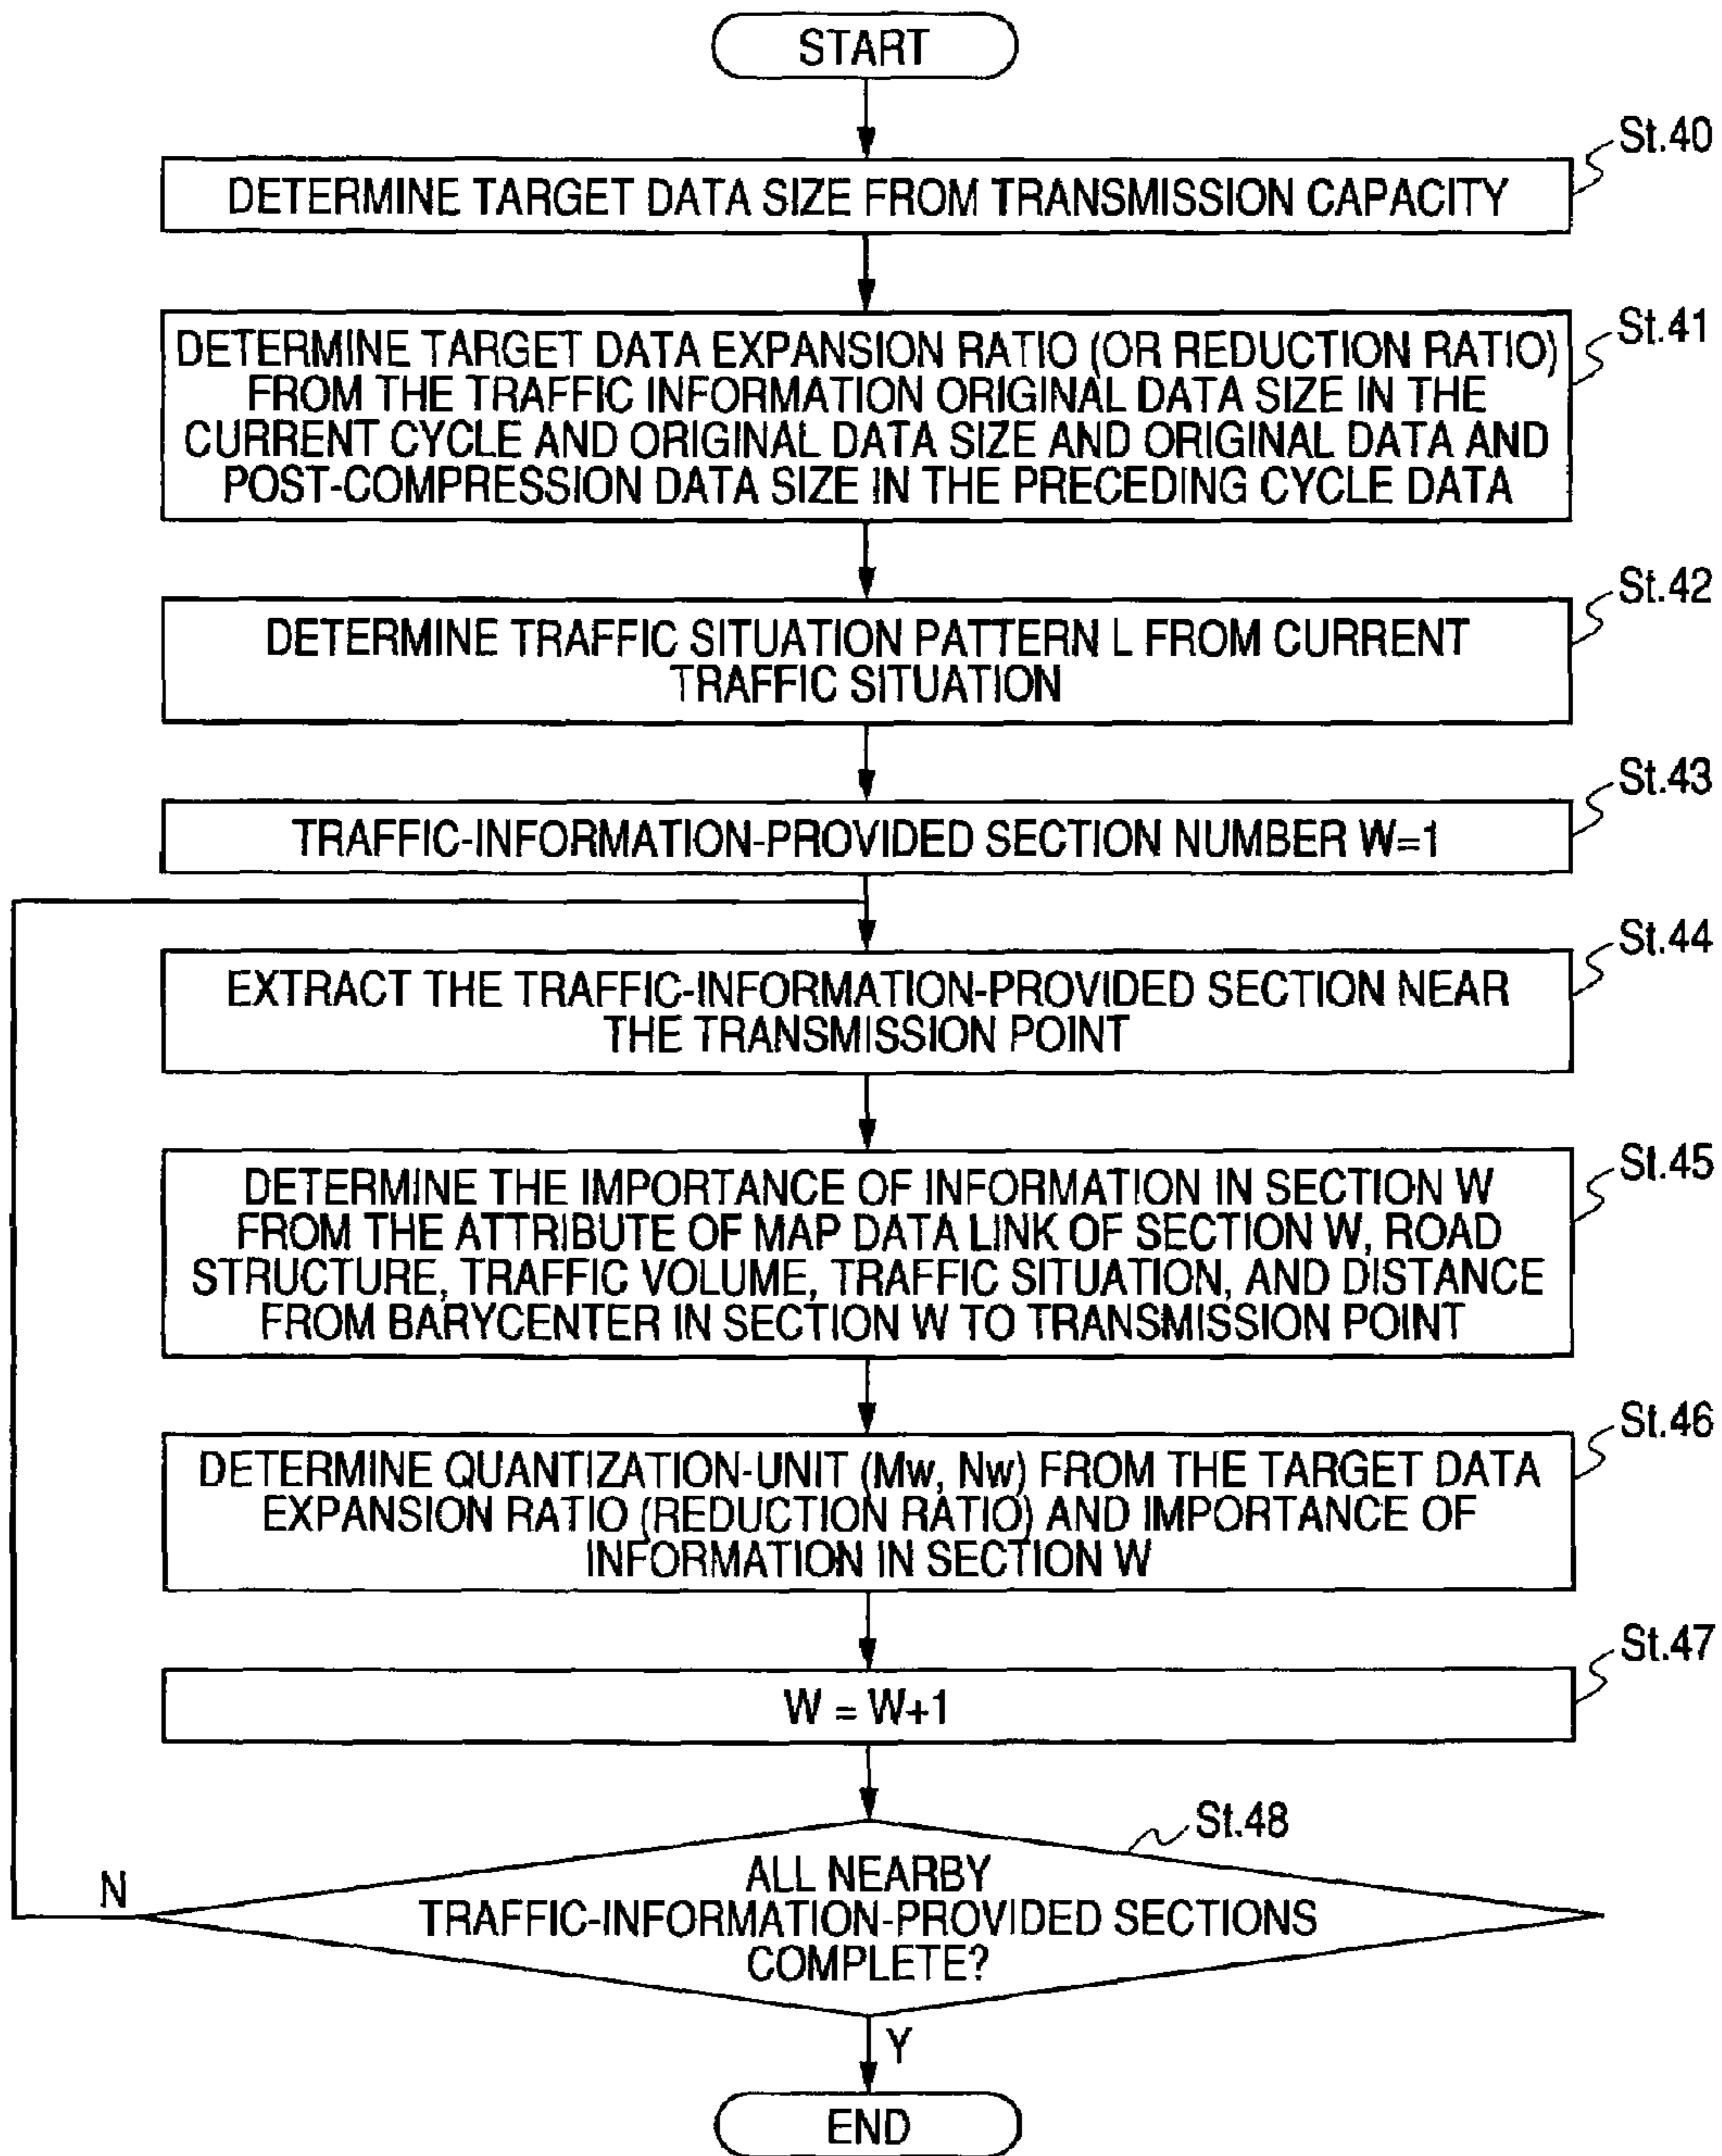 START
St.40
DETERMINE TARGET DATA SIZE FROM TRANSMISSION CAPACITY
St.41
DETERMINE TARGET DATA EXPANSION RATIO (OR REDUCTION RATIO)
FROM THE TRAFFIC INFORMATION ORIGINAL DATA SIZE IN THE
CURRENT CYCLE AND ORIGINAL DATA SIZE AND ORIGINAL DATA AND
POST-COMPRESSION DATA SIZE IN THE PRECEDING CYCLE DATA
St.42
DETERMINE TRAFFIC SITUATION PATTERN L FROM CURRENT
TRAFFIC SITUATION
St.43
TRAFFIC-INFORMATION-PROVIDED SECTION NUMBER W=1
St.44
EXTRACT THE TRAFFIC-INFORMATION-PROVIDED SECTION NEAR
THE TRANSMISSION POINT
St.45
DETERMINE THE IMPORTANCE OF INFORMATION IN SECTION W
FROM THE ATTRIBUTE OF MAP DATA LINK OF SECTION W, ROAD
STRUCTURE, TRAFFIC VOLUME, TRAFFIC SITUATION, AND DISTANCE
FROM BARYCENTER IN SECTION W TO TRANSMISSION POINT
St.46
DETERMINE QUANTIZATION-UNIT (Mw, Nw) FROM THE TARGET DATA
EXPANSION RATIO (REDUCTION RATIO) AND IMPORTANCE OF
INFORMATION IN SECTION W
St.47
W = W+1
St.48
ALL NEARBY
TRAFFIC-INFORMATION-PROVIDED SECTIONS
COMPLETE?
N
Y
END